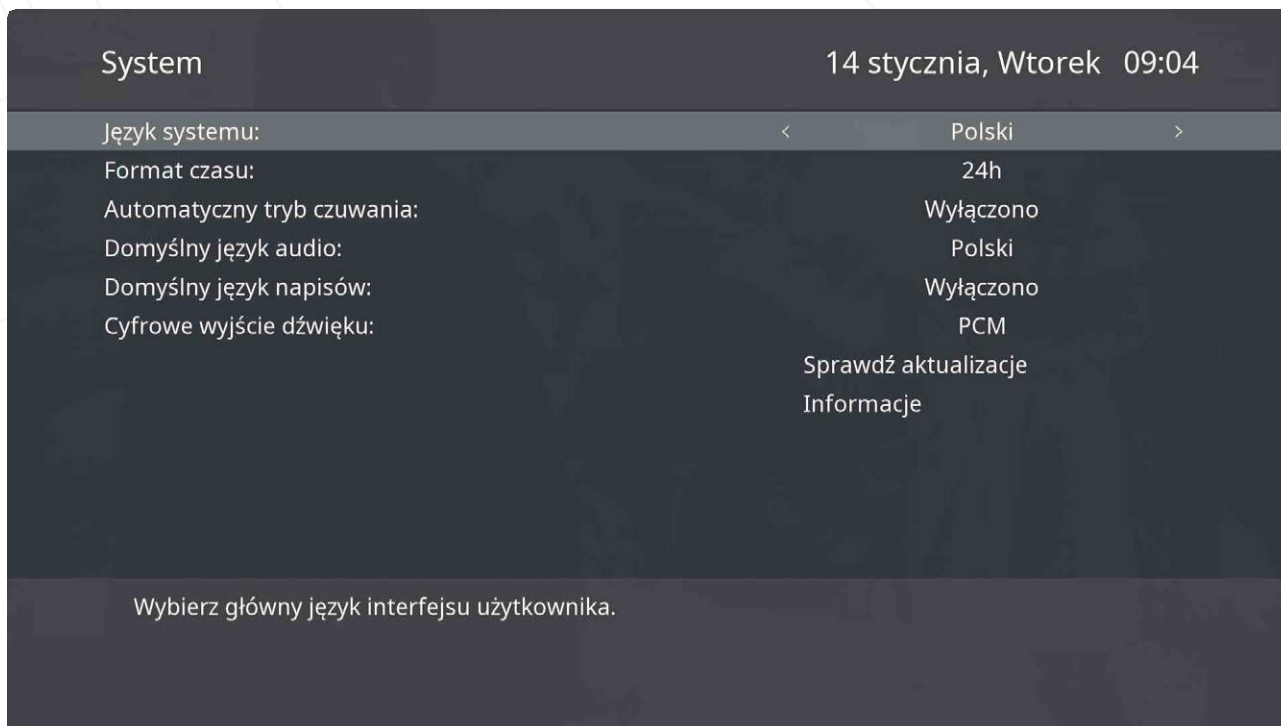 System 14 stycznia, Wtorek 09:04
Język systemu: < Polski >
Format czasu: 24h
Automatyczny tryb czuwania: Wyłączono
Domyślny język audio: Polski
Domyślny język napisów: Wyłączono
Cyfrowe wyjście dźwięku: PCM
Sprawdź aktualizacje
Informacje
Wybierz główny język interfejsu użytkownika.